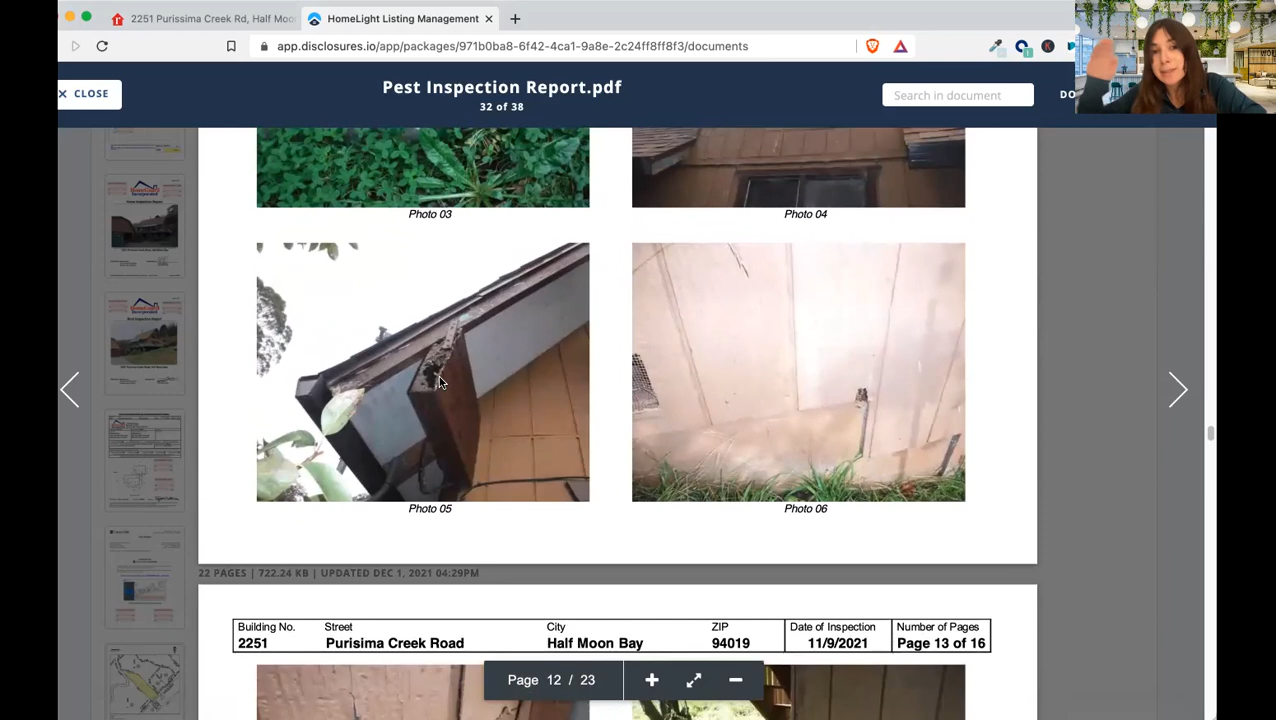 2251 Purissima Creek Rd, Half Moo
HomeLight Listing Management
app.disclosures.io/app/packages/971b0ba8-6f42-4ca1-9a8e-2c24ff8ff8f3/documents
CLOSE
Pest Inspection Report.pdf
32 of 38
Search in document
DO
Photo 03
Photo 04
Photo 05
Photo 06
22 PAGES | 722.24 KB | UPDATED DEC 1, 2021 04:29PM
Building No. Street City ZIP Date of Inspection Number of Pages
2251 Purisima Creek Road Half Moon Bay 94019 11/9/2021 Page 13 of 16
Page 12 / 23